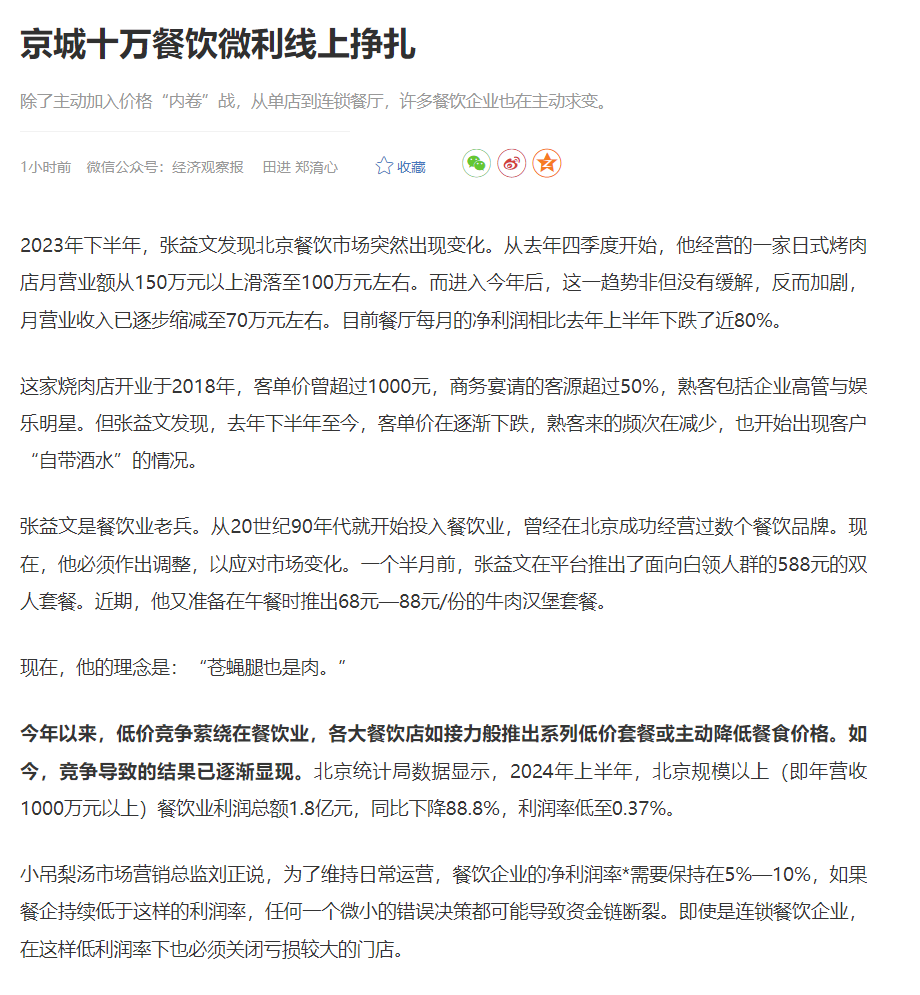 京城十万餐饮微利线上挣扎
除了主动加入价格“内卷”战，从单店到连锁餐厅，许多餐饮企业也在主动求变。
1小时前 微信公众号：经济观察报 田进 郑淯心 收藏
2023年下半年，张益文发现北京餐饮市场突然出现变化。从去年四季度开始，他经营的一家日式烤肉
店月营业额从150万元以上滑落至100万元左右。而进入今年后，这一趋势非但没有缓解，反而加剧，
月营业收入已逐步缩减至70万元左右。目前餐厅每月的净利润相比去年上半年下跌了近80%。
这家烧肉店开业于2018年，客单价曾超过1000元，商务宴请的客源超过50%，熟客包括企业高管与娱
乐明星。但张益文发现，去年下半年至今，客单价在逐渐下跌，熟客来的频次在减少，也开始出现客户
“自带酒水”的情况。
张益文是餐饮业老兵。从20世纪90年代就开始投入餐饮业，曾经在北京成功经营过数个餐饮品牌。现
在，他必须作出调整，以应对市场变化。一个半月前，张益文在平台推出了面向白领人群的588元的双
人套餐。近期，他又准备在午餐时推出68元—88元/份的牛肉汉堡套餐。
现在，他的理念是：“苍蝇腿也是肉。”
今年以来，低价竞争萦绕在餐饮业，各大餐饮店如接力般推出系列低价套餐或主动降低餐食价格。如
今，竞争导致的结果已逐渐显现。北京统计局数据显示，2024年上半年，北京规模以上（即年营收
1000万元以上）餐饮业利润总额1.8亿元，同比下降88.8%，利润率低至0.37%。
小吊梨汤市场营销总监刘正说，为了维持日常运营，餐饮企业的净利润率*需要保持在5%—10%，如果
餐企持续低于这样的利润率，任何一个微小的错误决策都可能导致资金链断裂。即使是连锁餐饮企业，
在这样低利润率下也必须关闭亏损较大的门店。